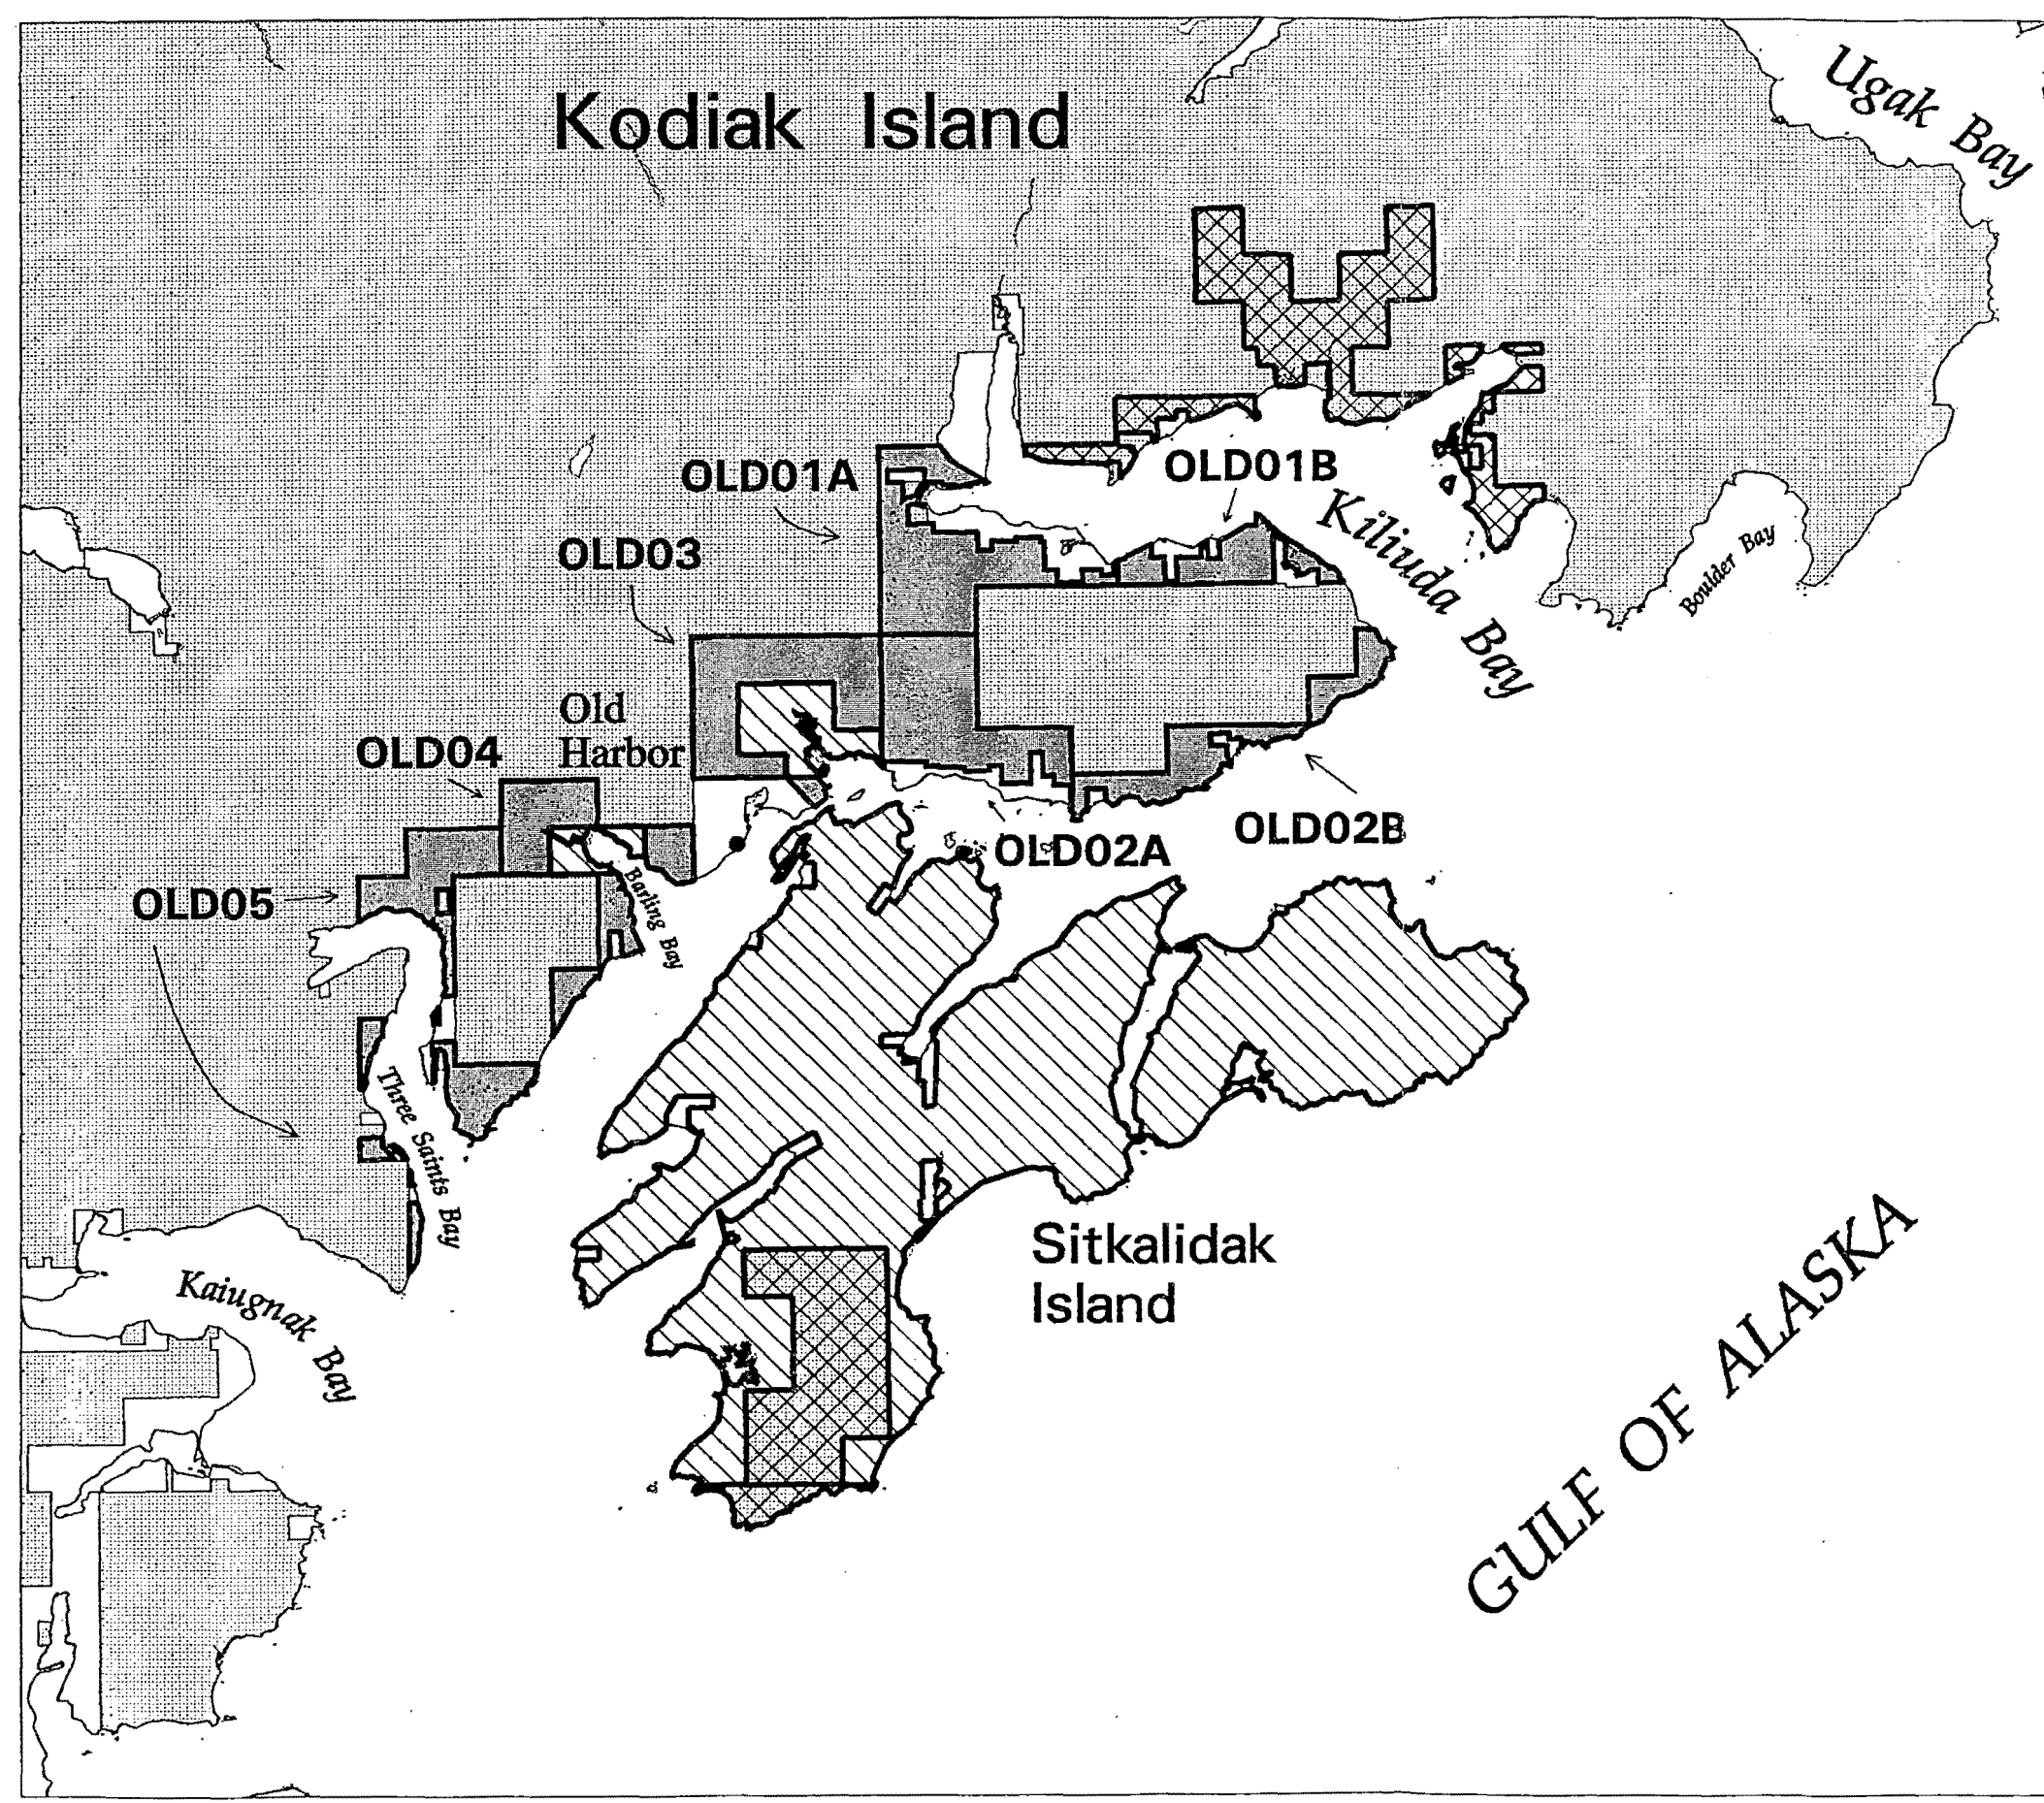 Ugak Bay
Kodiak Island
OLD01A
OLD01B
Kiliuda Bay
Boulder Bay
OLD03
Old
Harbor
OLD04
OLD02A
OLD02B
OLD05
Barling Bay
Three Saints Bay
Sitkalidak
Island
Kaiugnak Bay
GULF OF ALASKA